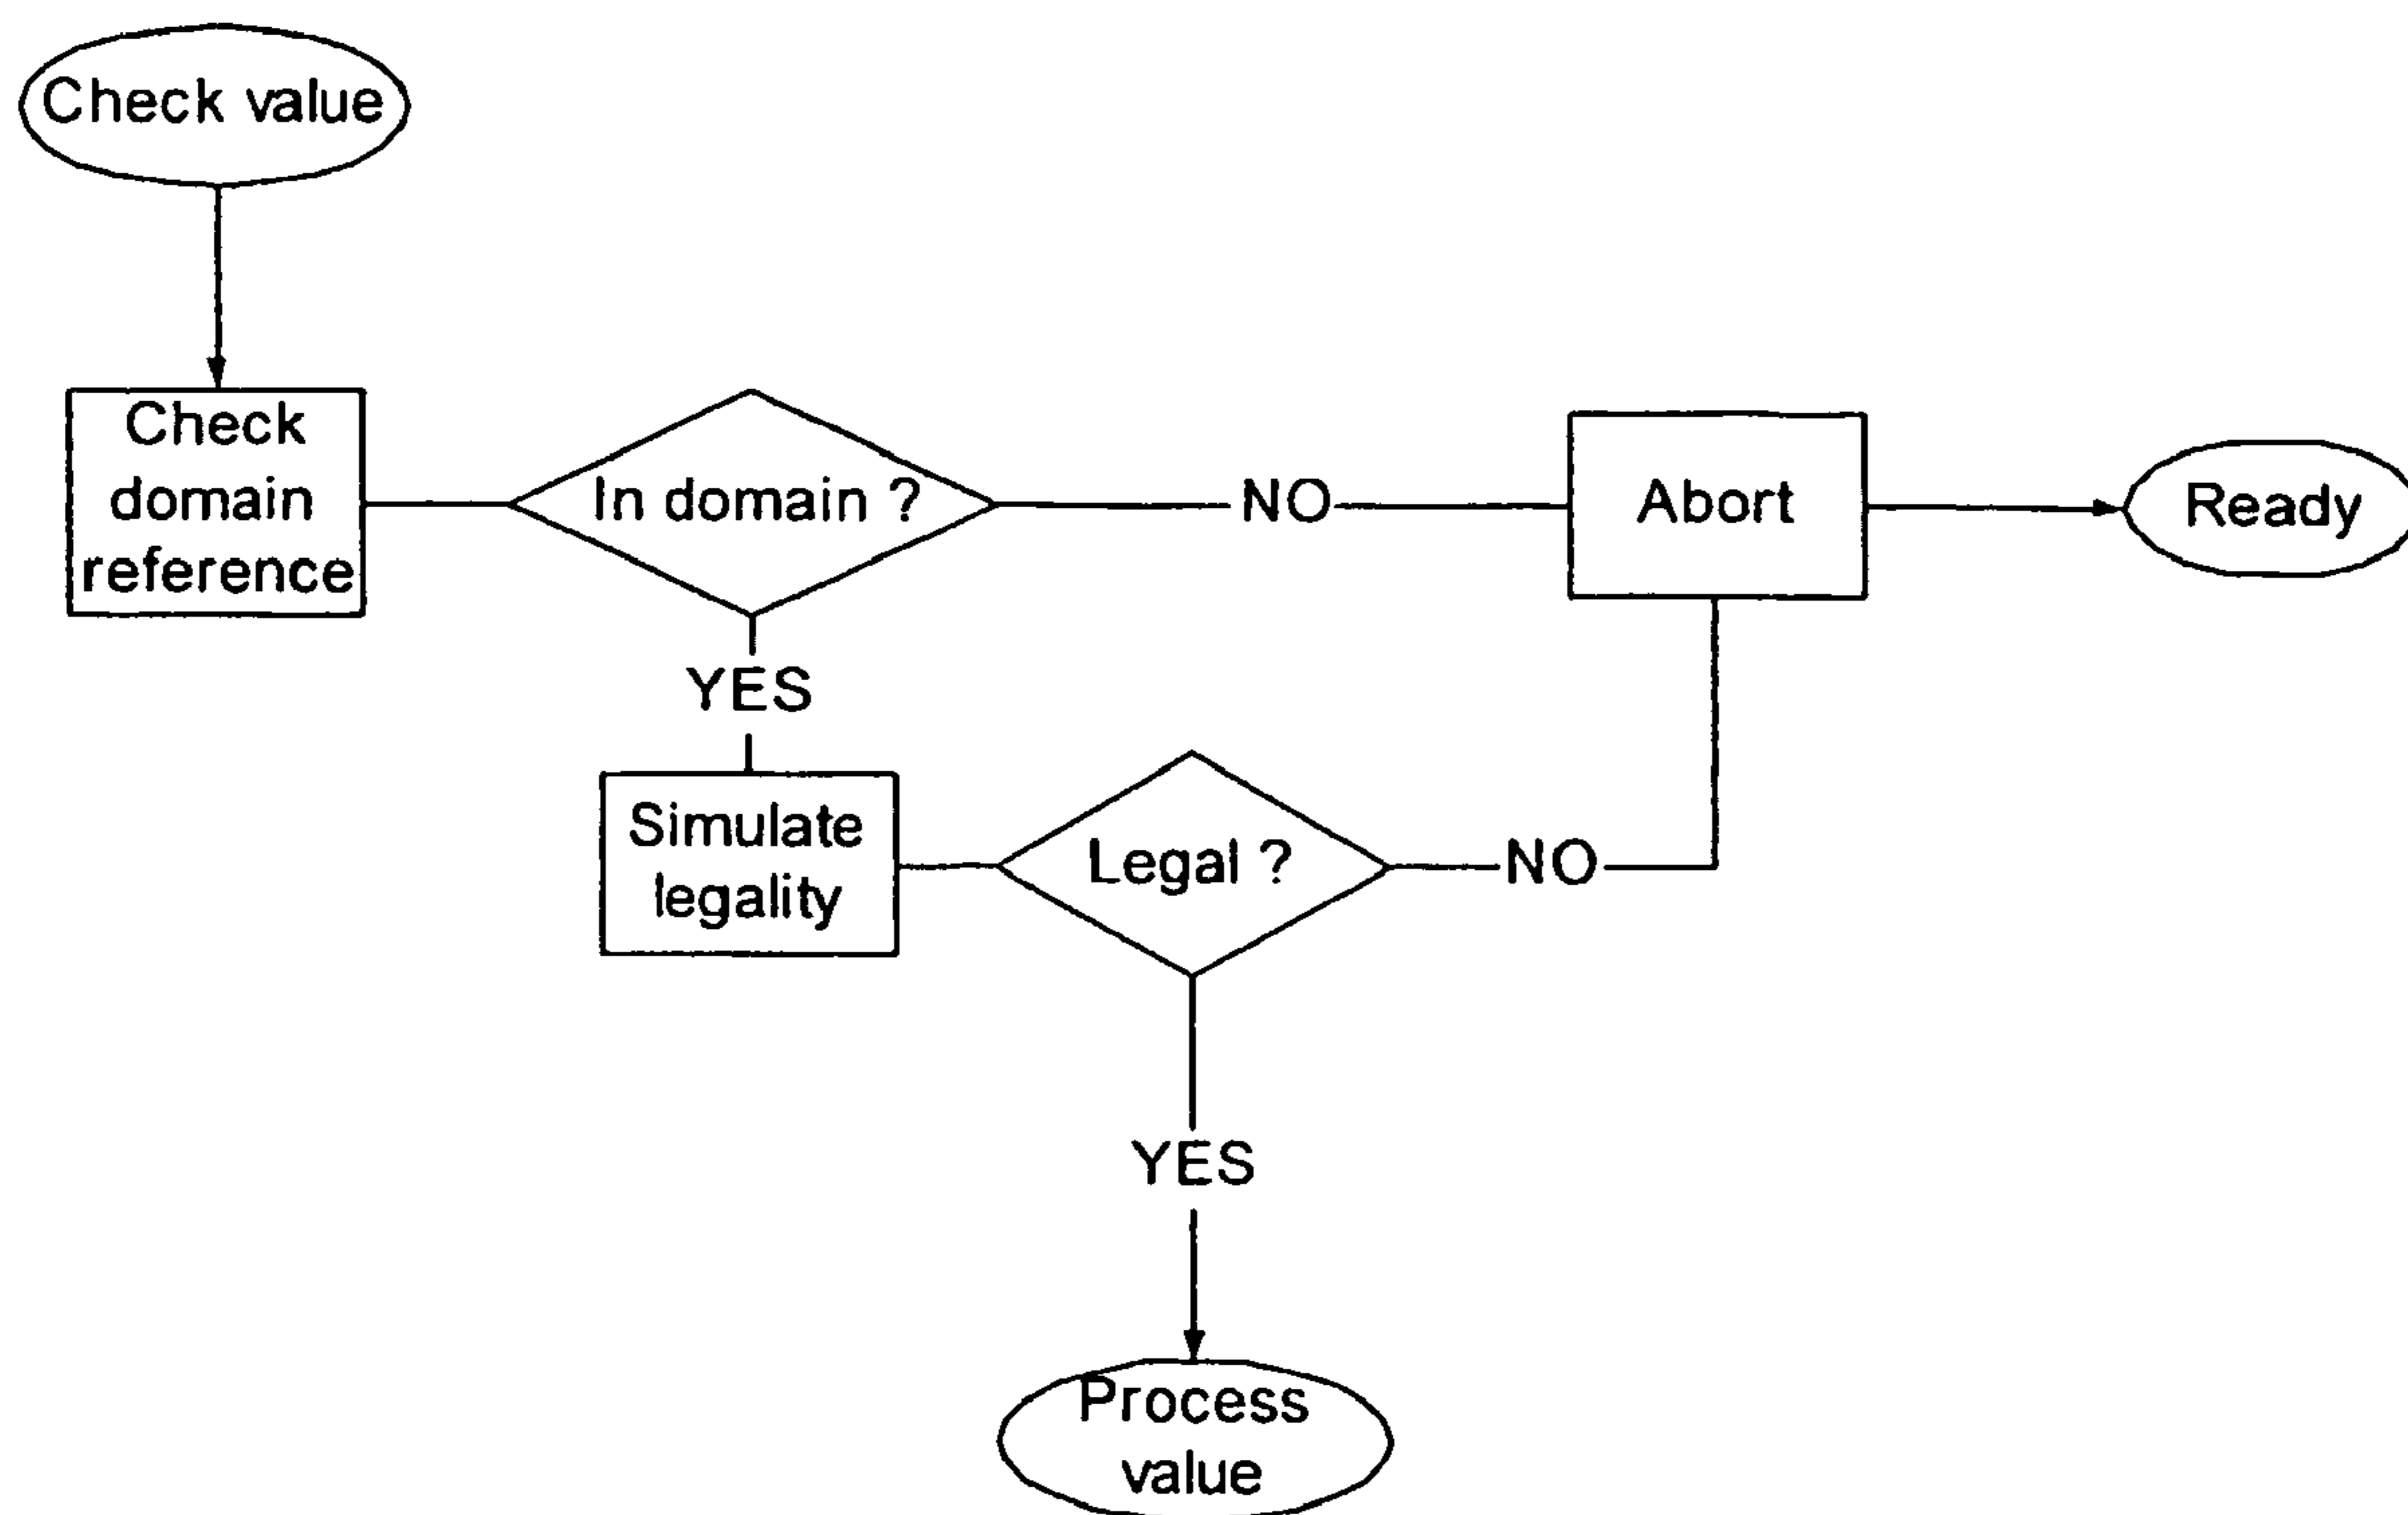 Check value
Check
domain
reference
In domain ?
NO
Abort
Ready
YES
Simulate
legality
Legal ?
NO
YES
Process
value